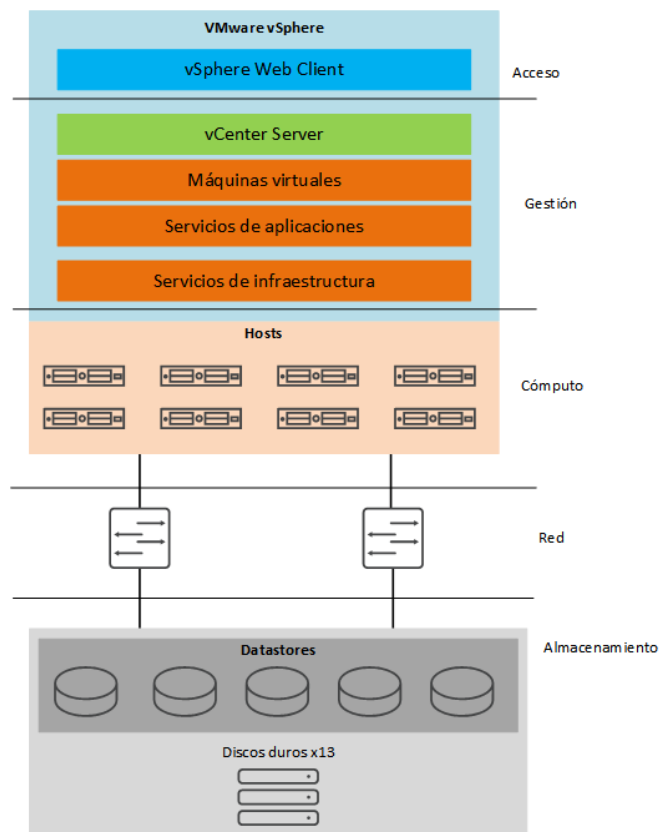 VMware vSphere
vSphere Web Client
Acceso
vCenter Server
Máquinas virtuales
Gestión
Servicios de aplicaciones
Servicios de infraestructura
Hosts
Cómputo
Red
Almacenamiento
Datastores
Discos duros x13